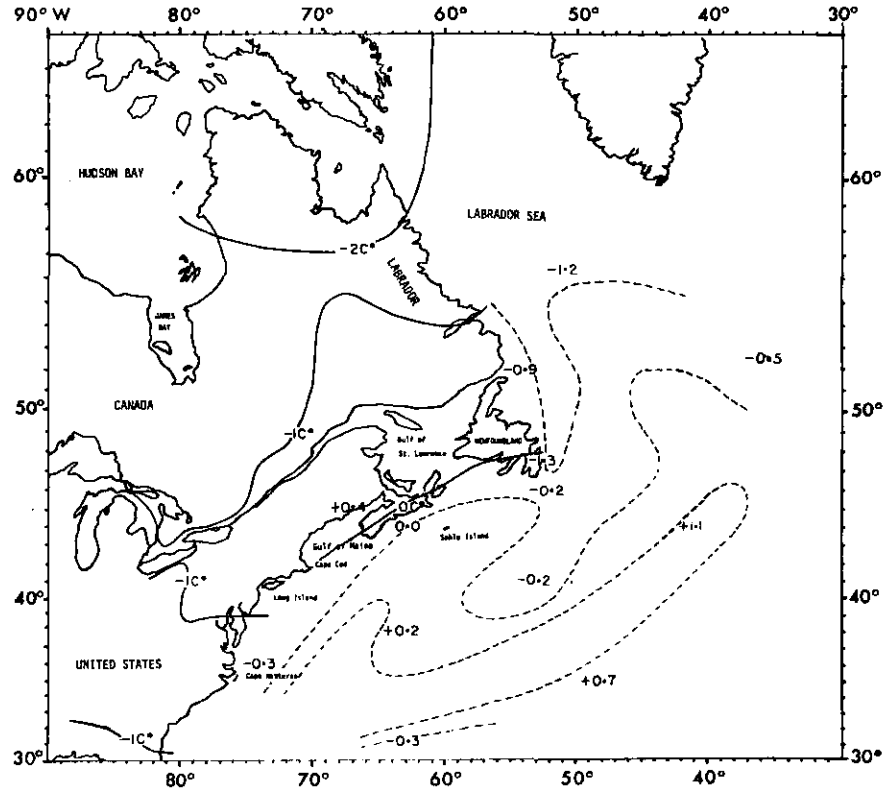 90° W 80° 70° 60° 50° 40° 30°
60° 60°
HUDSON BAY
LABRADOR SEA
-2C°
LABRADOR
-1·2
JAMES
BAY
-0·9
-0·5
CANADA
50° 50°
-1C°
Gulf of
St. Lawrence
NEWFOUNDLAND
-1·3
-0·2
+0·4
0C°
0·0
Sable Island
+1·1
Gulf of Maine
Cape Cod
-1C°
-0·2
40° 40°
Long Island
+0·2
UNITED STATES
-0·3
Cape Hatteras
+0·7
-1C°
-0·3
30° 30°
80° 70° 60° 50° 40°